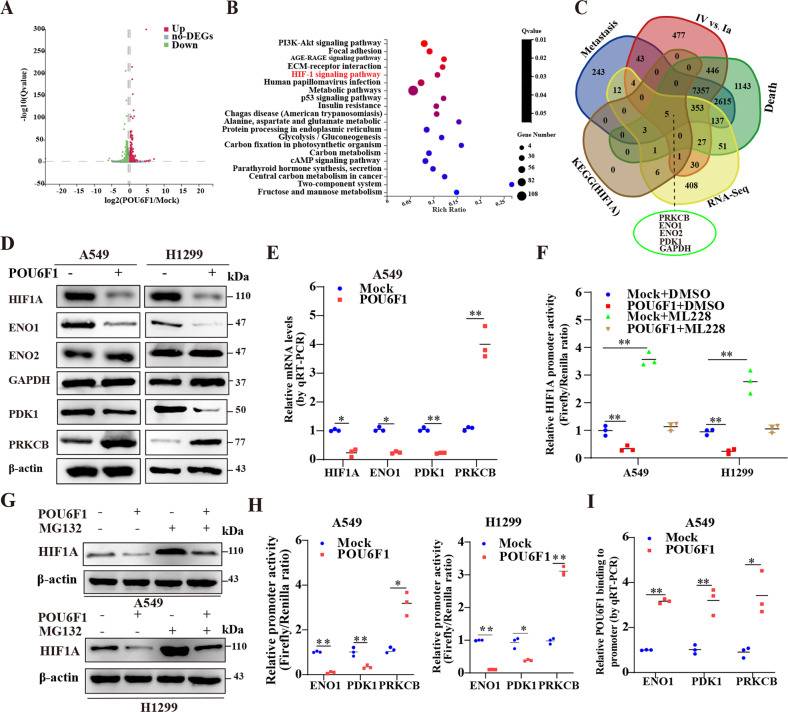 A
Up
no-DEGs
Down
-log10(Qvalue)
300
250
200
150
100
50
0
-50
-20
-10
0
10
20
log2(POU6F1/Mock)
B
PI3K-Akt signaling pathway
Focal adhesion
AGE-RAGE signaling pathway
ECM-receptor interaction
HIF-1 signaling pathway
Human papillomavirus infection
Metabolic pathways
p53 signaling pathway
Insulin resistance
Chagas disease (American trypanosomiasis)
Alanine, aspartate and glutamate metabolic
Protein processing in endoplasmic reticulum
Glycolysis / Gluconeogenesis
Carbon fixation in photosynthetic organism
Carbon metabolism
cAMP signaling pathway
Parathyroid hormone synthesis, secretion
Central carbon metabolism in cancer
Two-component system
Fructose and mannose metabolism
0
0.05
0.1
0.15
0.2
0.25
Rich Ratio
Qvalue
0.01
0.02
0.03
0.04
0.05
Gene Number
4
30
56
82
108
C
Metastasis
IV vs. Ia
Death
RNA-Seq
KEGG(HIF1A)
477
243
43
0
446
1143
12
4
0
0
7357
2615
0
5
353
137
0
3
27
51
0
1
1
30
6
408
PRKCB
ENO1
ENO2
PDK1
GAPDH
D
A549
H1299
POU6F1
-
+
-
+
kDa
HIF1A
110
ENO1
47
ENO2
47
GAPDH
37
PDK1
50
PRKCB
77
β-actin
43
E
A549
Mock
POU6F1
Relative mRNA levels
(by qRT-PCR)
6
5
4
3
2
1
0
*
*
**
**
HIF1A
ENO1
PDK1
PRKCB
F
Mock+DMSO
POU6F1+DMSO
Mock+ML228
POU6F1+ML228
Relative HIF1A promoter activity
(Firefly/Renilla ratio)
6
5
4
3
2
1
0
**
**
**
**
A549
H1299
G
POU6F1
-
+
-
+
MG132
-
-
+
+
kDa
HIF1A
110
β-actin
43
A549
POU6F1
-
+
-
+
MG132
-
-
+
+
kDa
HIF1A
110
β-actin
43
H1299
H
A549
Mock
POU6F1
Relative promoter activity
(Firefly/Renilla ratio)
6
4
2
0
**
**
*
ENO1
PDK1
PRKCB
H1299
Mock
POU6F1
Relative promoter activity
(Firefly/Renilla ratio)
4
3
2
1
0
**
*
**
ENO1
PDK1
PRKCB
I
A549
Mock
POU6F1
Relative POU6F1 binding to
promoter (by qRT-PCR)
6
5
4
3
2
1
0
**
**
*
ENO1
PDK1
PRKCB